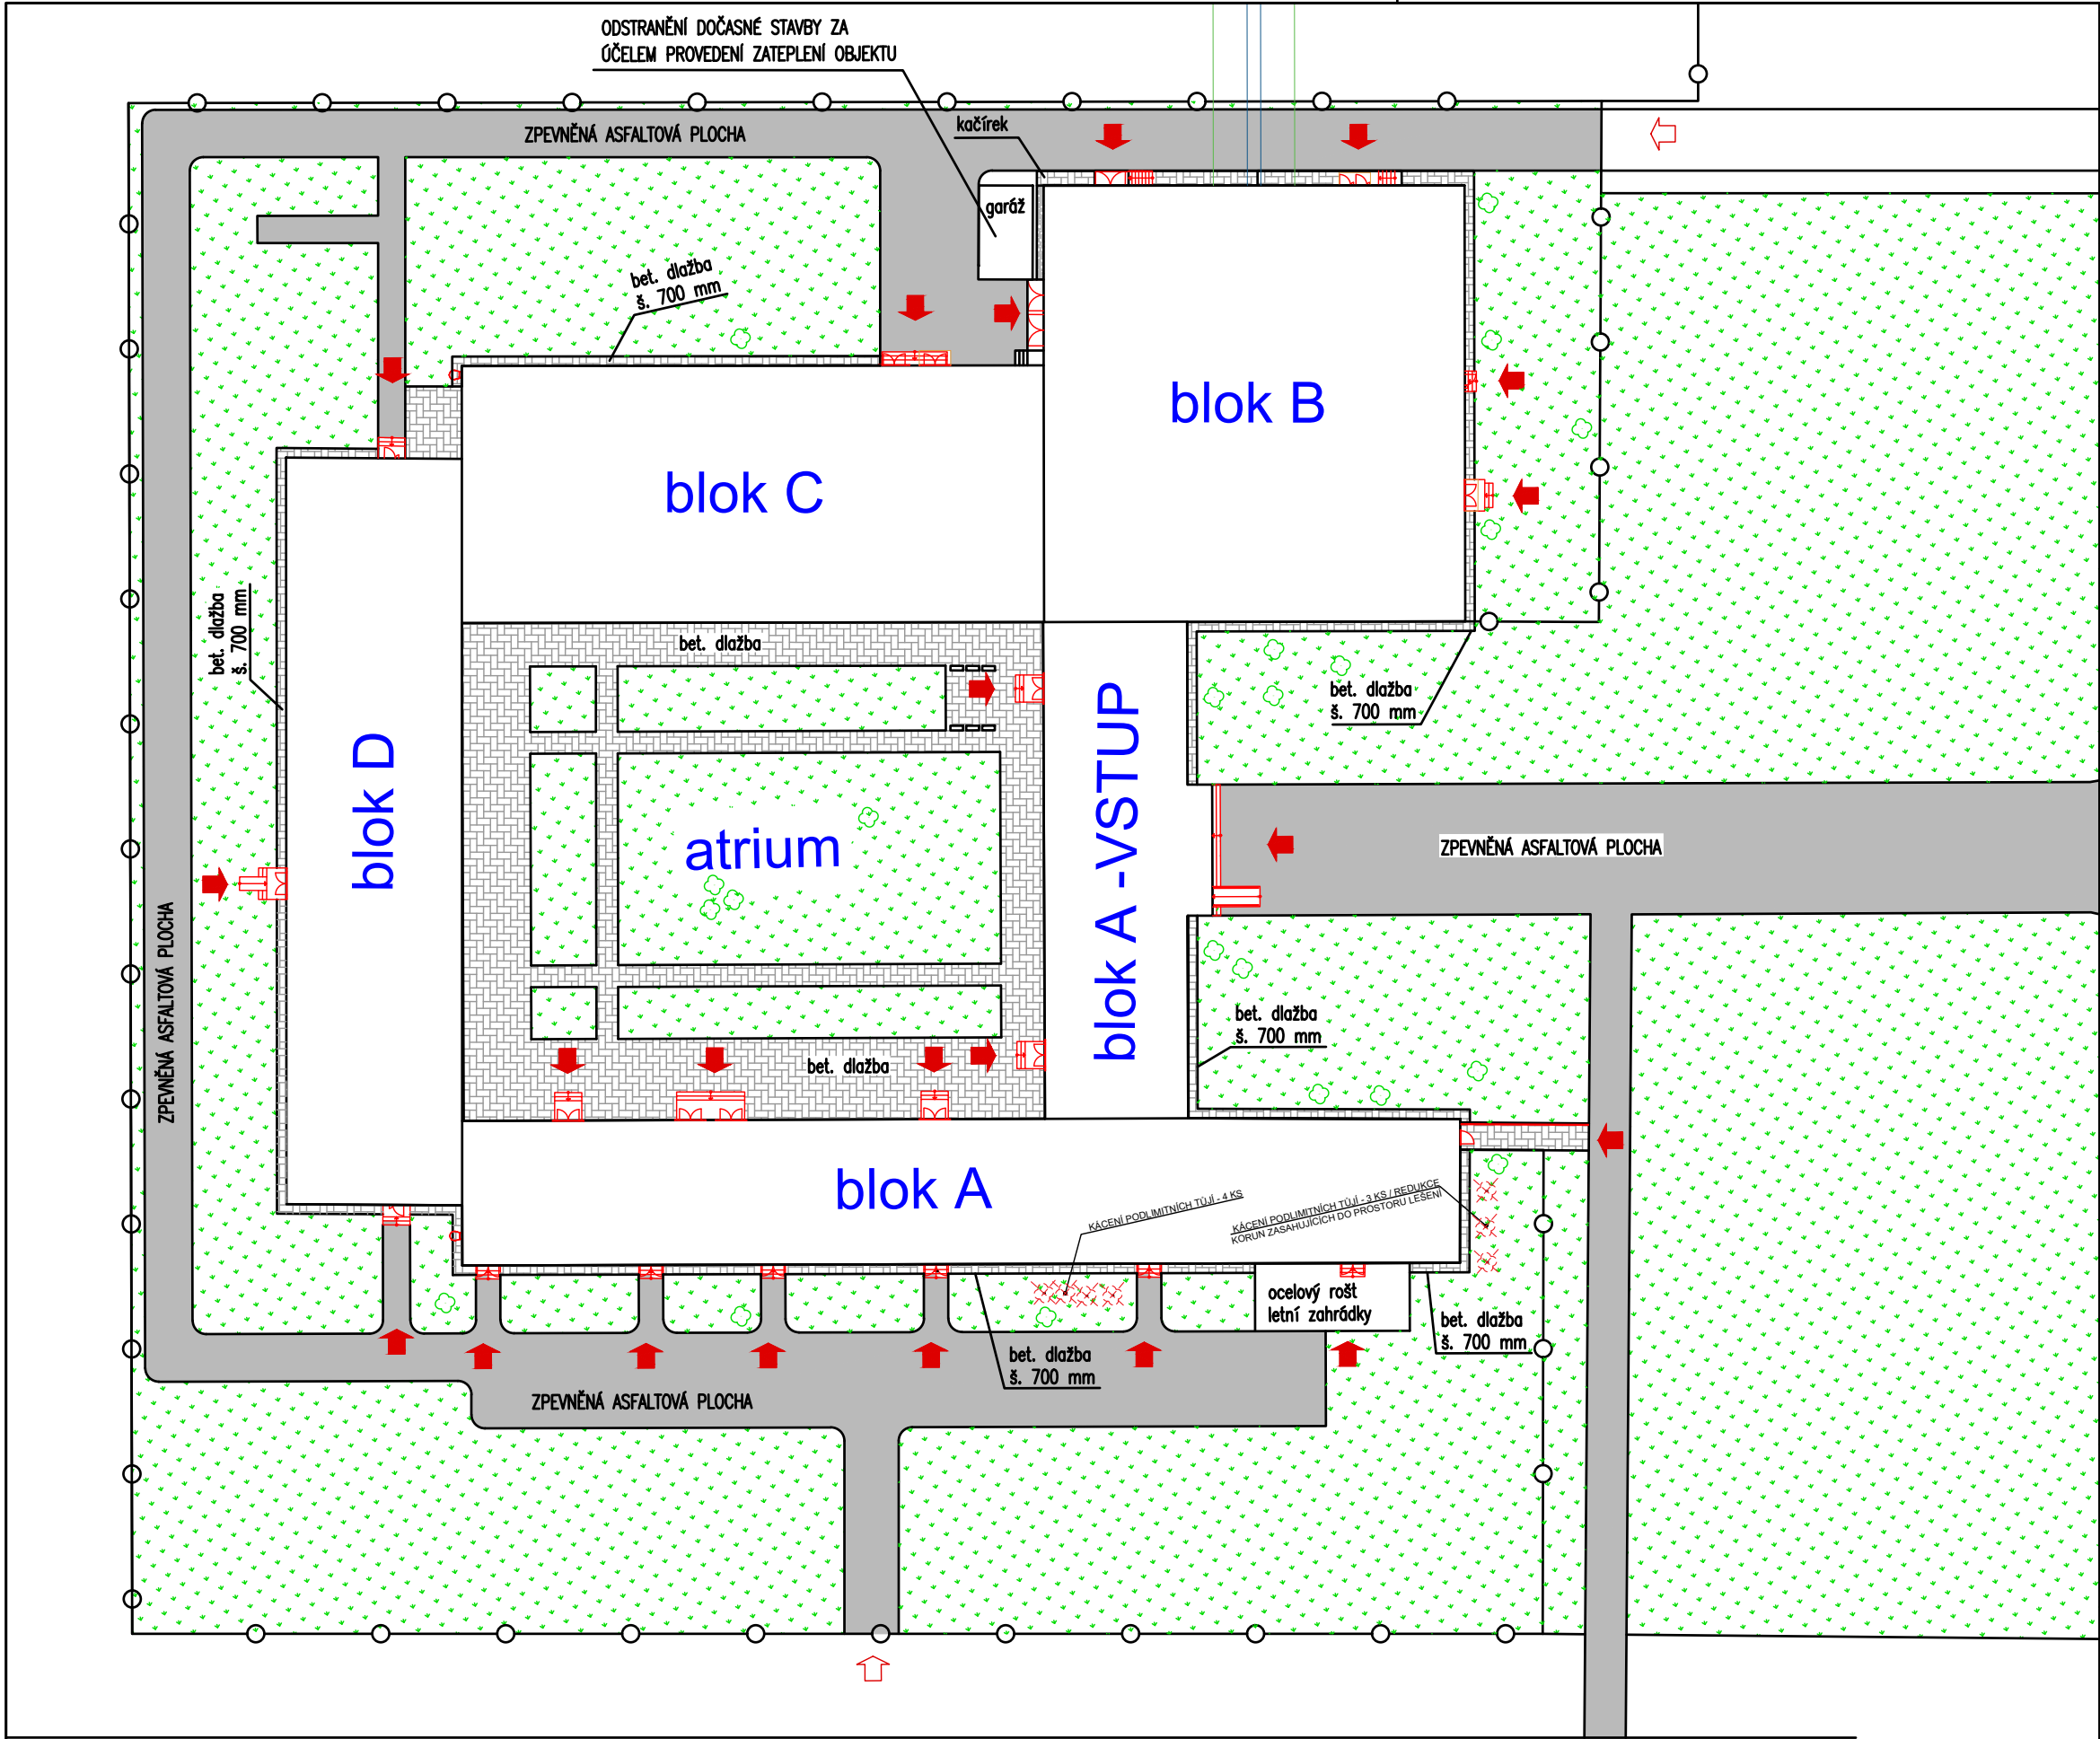 ODSTRANĚNÍ DOČASNÉ STAVBY ZA
ÚČELEM PROVEDENÍ ZATEPLENÍ OBJEKTU
ZPEVNĚNÁ ASFALTOVÁ PLOCHA
kačírek
garáž
bet. dlažba
š. 700 mm
blok B
blok C
bet. dlažba
š. 700 mm
bet. dlažba
bet. dlažba
š. 700 mm
blok D
atrium
blok A -VSTUP
ZPEVNĚNÁ ASFALTOVÁ PLOCHA
ZPEVNĚNÁ ASFALTOVÁ PLOCHA
bet. dlažba
š. 700 mm
bet. dlažba
blok A
KÁCENÍ PODLIMITNÍCH TÚJÍ - 4 KS
KÁCENÍ PODLIMITNÍCH TÚJÍ - 3 KS / REDUKCE
KORUN ZASAHUJÍCÍCH DO PROSTORU LEŠENÍ
ocelový rošt
letní zahrádky
bet. dlažba
š. 700 mm
bet. dlažba
š. 700 mm
ZPEVNĚNÁ ASFALTOVÁ PLOCHA